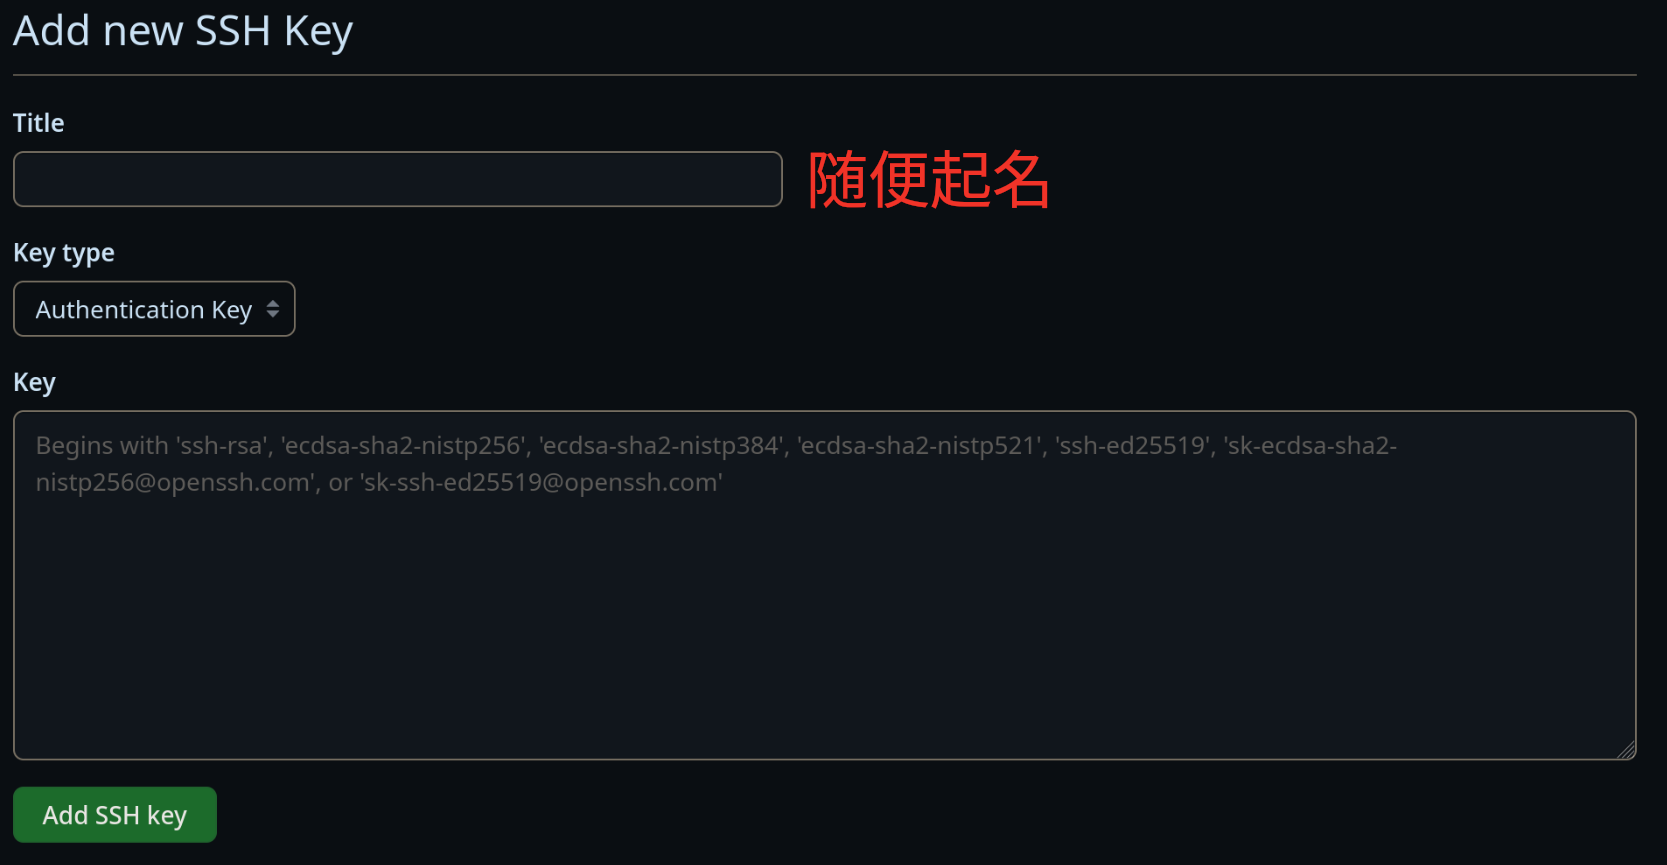 Add new SSH Key
Title
随便起名
Key type
Authentication Key
Key
Begins with 'ssh-rsa', 'ecdsa-sha2-nistp256', 'ecdsa-sha2-nistp384', 'ecdsa-sha2-nistp521', 'ssh-ed25519', 'sk-ecdsa-sha2-
nistp256@openssh.com', or 'sk-ssh-ed25519@openssh.com'
Add SSH key